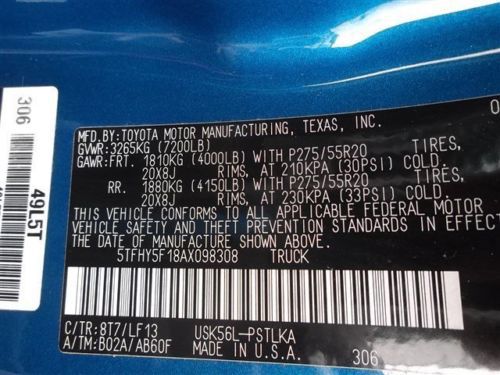 306
49L5T
0
MFD.BY:TOYOTA MOTOR MANUFACTURING, TEXAS, INC.
GVWR:3265KG (7200LB)
GAWR:FRT. 1810KG (4000LB) WITH P275/55R20 TIRES,
20X8J RIMS, AT 210KPA (30PSI) COLD.
RR. 1880KG (4150LB) WITH P275/55R20 TIRES,
20X8J RIMS, AT 230KPA (33PSI) COLD.
THIS VEHICLE CONFORMS TO ALL APPLICABLE FEDERAL MOTOR
VEHICLE SAFETY AND THEFT PREVENTION STANDARDS IN EF
THE DATE OF MANUFACTURE SHOWN ABOVE.
5TFHY5F18AX098308 TRUCK
C/TR:8T7/LF13 USK56L-PSTLKA
A/TM:B02A/AB60F MADE IN U.S.A. 306